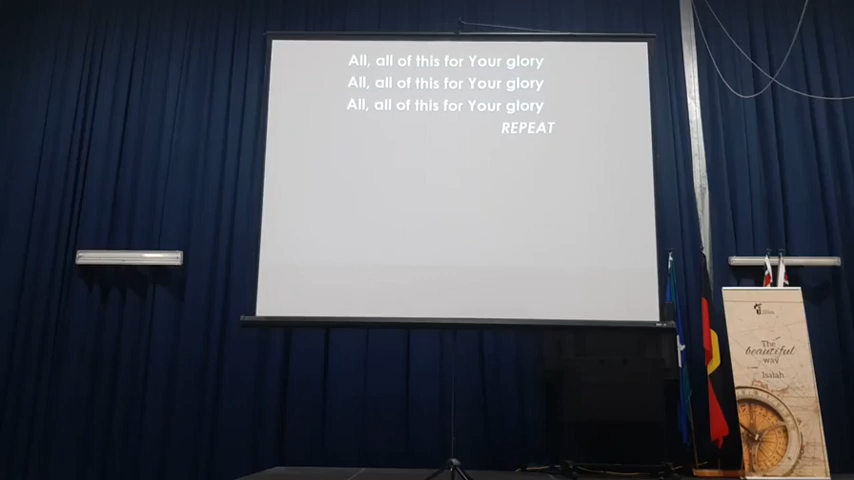 All, all of this for Your glory
All, all of this for Your glory
All, all of this for Your glory
REPEAT
The
beautiful
way
Isaiah